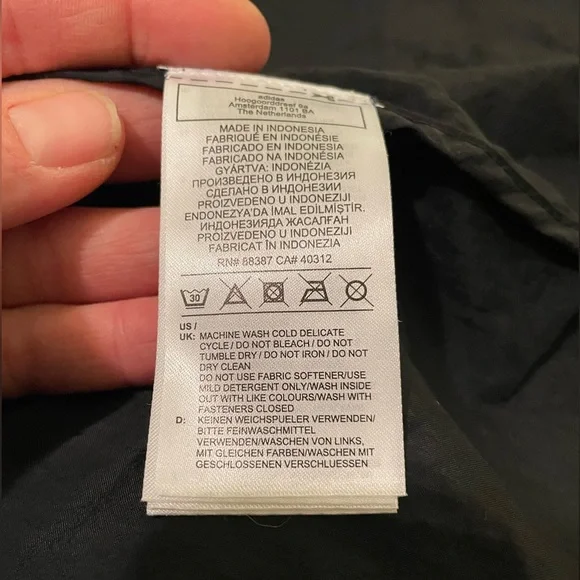 adidas
Hoogoorddreef 9a
Amsterdam 1101 BA
The Netherlands
MADE IN INDONESIA
FABRIQUÉ EN INDONÉSIE
FABRICADO EN INDONESIA
FABRICADO NA INDONÉSIA
GYÁRTVA: INDONÉZIA
ПРОИЗВЕДЕНО В ИНДОНЕЗИЯ
СДЕЛАНО В ИНДОНЕЗИИ
PROIZVEDENO U INDONEZIJI
ENDONEZYA'DA İMAL EDİLMİŞTİR.
ИНДОНЕЗИЯДА ЖАСАЛҒАН
PROIZVEDENO U INDONEZIJI
FABRICAT ÎN INDONEZIA
RN# 88387 CA# 40312
30
US /
UK: MACHINE WASH COLD DELICATE
CYCLE / DO NOT BLEACH / DO NOT
TUMBLE DRY / DO NOT IRON / DO NOT
DRY CLEAN
DO NOT USE FABRIC SOFTENER/USE
MILD DETERGENT ONLY/WASH INSIDE
OUT WITH LIKE COLOURS/WASH WITH
FASTENERS CLOSED
D: KEINEN WEICHSPUELER VERWENDEN/
BITTE FEINWASCHMITTEL
VERWENDEN/WASCHEN VON LINKS,
MIT GLEICHEN FARBEN/WASCHEN MIT
GESCHLOSSENEN VERSCHLUESSEN